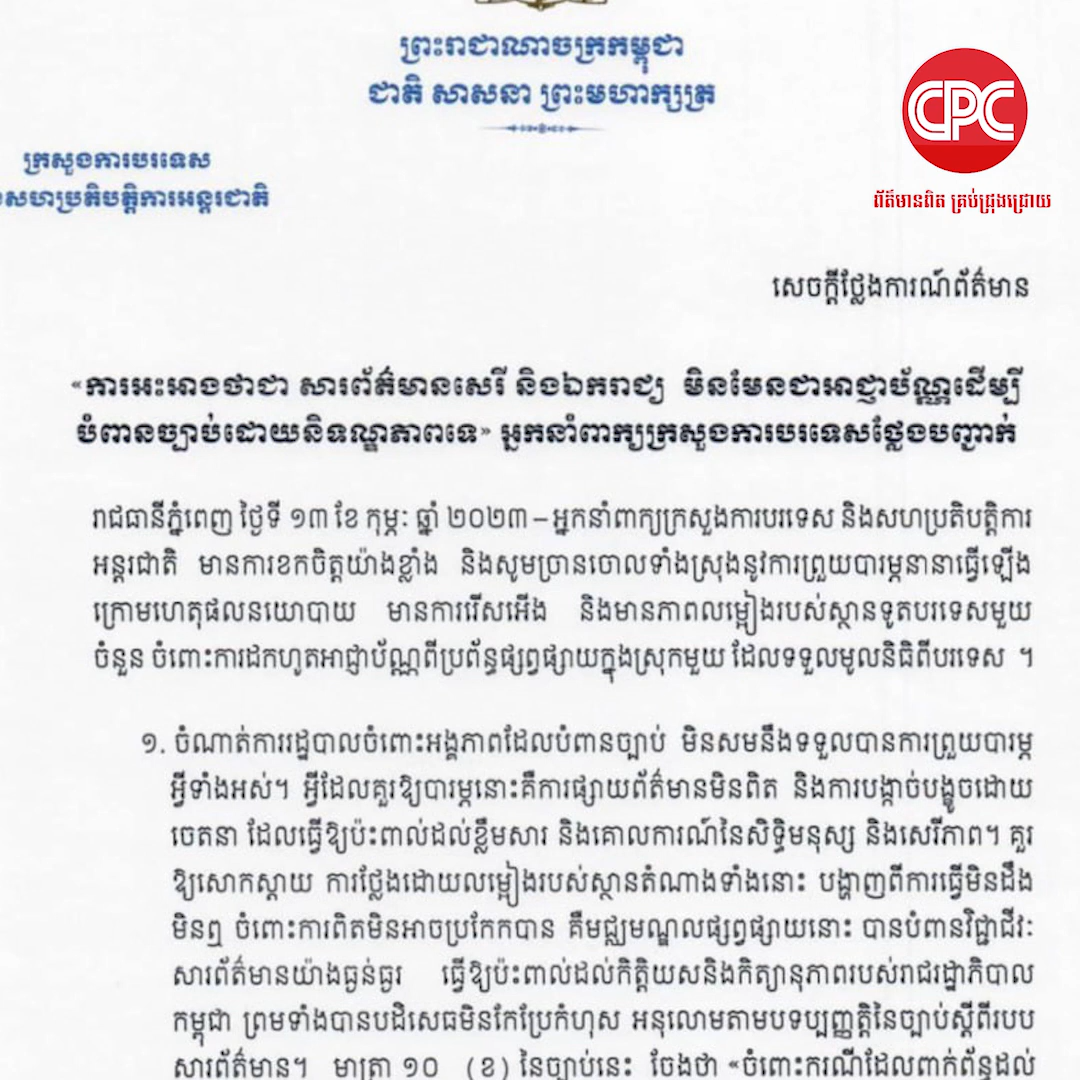 ព្រះរាជាណាចក្រកម្ពុជា
ជាតិ សាសនា ព្រះមហាក្សត្រ
CPC
ព័ត៌មានពិត គ្រប់ជ្រុងជ្រោយ
ក្រសួងការបរទេស
សហប្រតិបត្តិការអន្តរជាតិ
សេចក្តីថ្លែងការណ៍ព័ត៌មាន
«ការអះអាងថាជា សារព័ត៌មានសេរី និងឯករាជ្យ មិនមែនជាអាជ្ញាប័ណ្ណដើម្បី
បំពានច្បាប់ដោយនិទណ្ឌភាពទេ» អ្នកនាំពាក្យក្រសួងការបរទេសថ្លែងបញ្ជាក់
រាជធានីភ្នំពេញ ថ្ងៃទី ១៣ ខែ កុម្ភៈ ឆ្នាំ ២០២៣ – អ្នកនាំពាក្យក្រសួងការបរទេស និងសហប្រតិបត្តិការ
អន្តរជាតិ មានការខកចិត្តយ៉ាងខ្លាំង និងសូមច្រានចោលទាំងស្រុងនូវការព្រួយបារម្ភនានាធ្វើឡើង
ក្រោមហេតុផលនយោបាយ មានការរើសអើង និងមានភាពលម្អៀងរបស់ស្ថានទូតបរទេសមួយ
ចំនួន ចំពោះការដកហូតអាជ្ញាប័ណ្ណពីប្រព័ន្ធផ្សព្វផ្សាយក្នុងស្រុកមួយ ដែលទទួលមូលនិធិពីបរទេស ។
១. ចំណាត់ការរដ្ឋបាលចំពោះអង្គភាពដែលបំពានច្បាប់ មិនសមនឹងទទួលបានការព្រួយបារម្ភ
អ្វីទាំងអស់។ អ្វីដែលគួរឱ្យបារម្ភនោះគឺការផ្សាយព័ត៌មានមិនពិត និងការបង្កាច់បង្ខូចដោយ
ចេតនា ដែលធ្វើឱ្យប៉ះពាល់ដល់ខ្លឹមសារ និងគោលការណ៍នៃសិទ្ធិមនុស្ស និងសេរីភាព។ គួរ
ឱ្យសោកស្តាយ ការថ្លែងដោយលម្អៀងរបស់ស្ថានតំណាងទាំងនោះ បង្ហាញពីការធ្វើមិនដឹង
មិនឮ ចំពោះការពិតមិនអាចប្រកែកបាន គឺមជ្ឈមណ្ឌលផ្សព្វផ្សាយនោះ បានបំពានវិជ្ជាជីវៈ
សារព័ត៌មានយ៉ាងធ្ងន់ធ្ងរ ធ្វើឱ្យប៉ះពាល់ដល់កិត្តិយសនិងកិត្យានុភាពរបស់រាជរដ្ឋាភិបាល
កម្ពុជា ព្រមទាំងបានបដិសេធមិនកែប្រែកំហុស អនុលោមតាមបទប្បញ្ញត្តិនៃច្បាប់ស្តីពីរបប
សារព័ត៌មាន។ មាត្រា ១០ (ខ) នៃច្បាប់នេះ ចែងថា «ចំពោះករណីដែលពាក់ព័ន្ធដល់